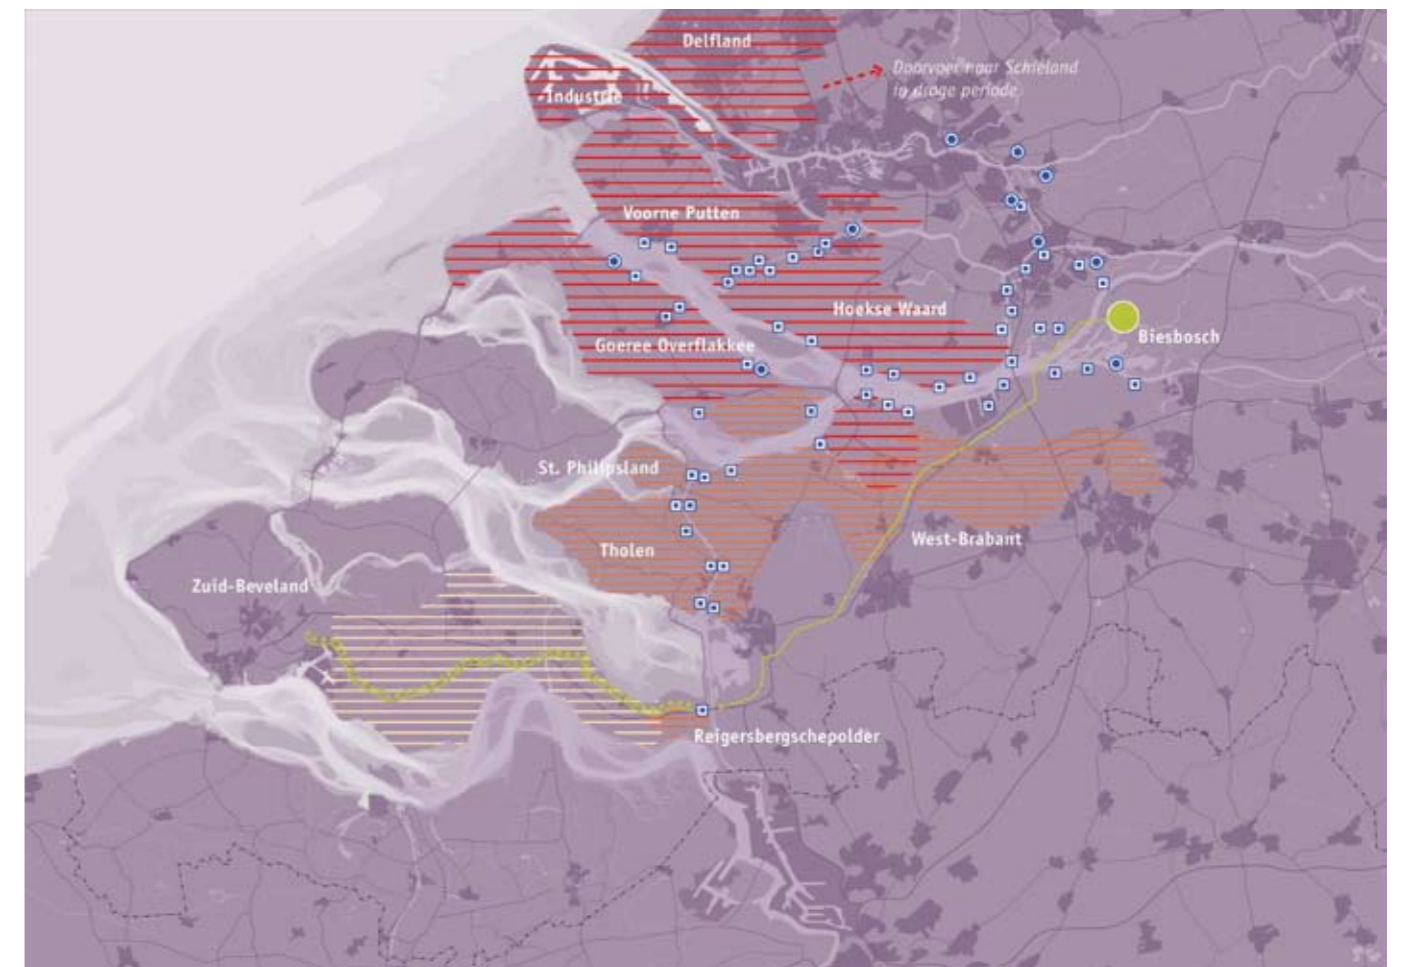 Delfland
Doorvoer naar Schieland
in droge periode
Industrie
Voorne Putten
Hoekse Waard
Biesbosch
Goeree Overflakkee
St. Philipsland
Tholen
West-Brabant
Zuid-Beveland
Reigersbergschepolder